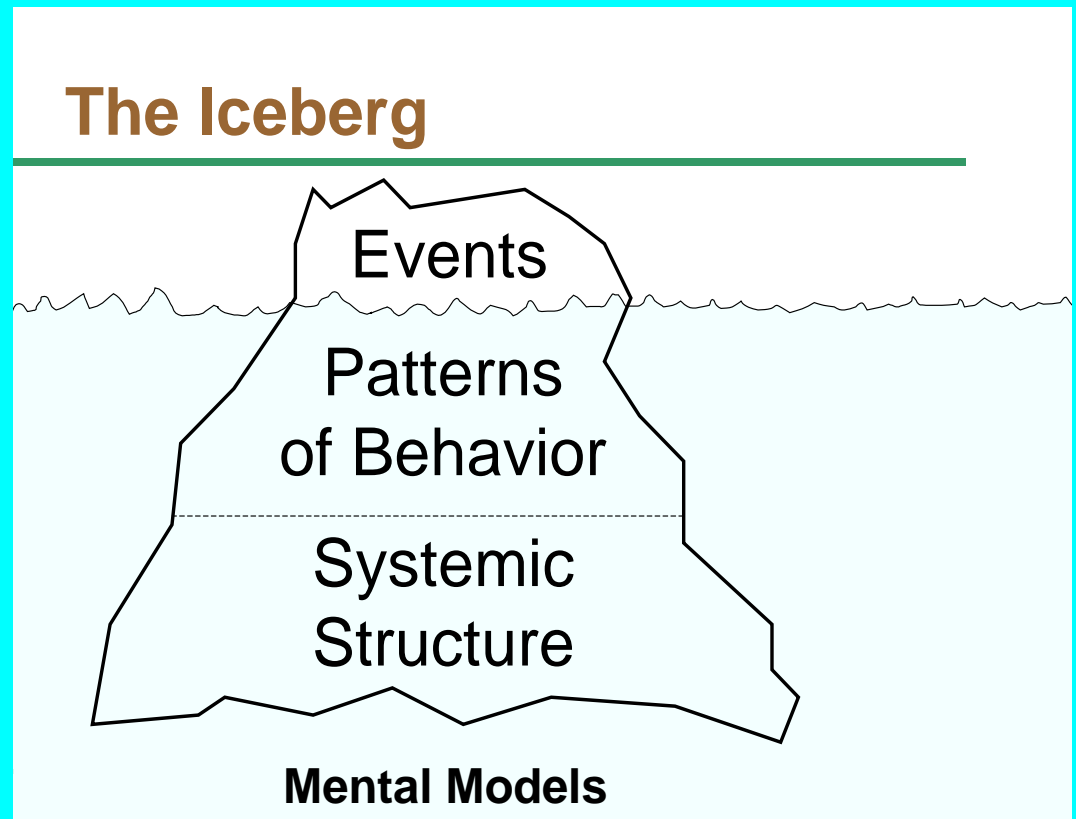 The Iceberg
Events
Patterns
of Behavior
Systemic
Structure
Mental Models